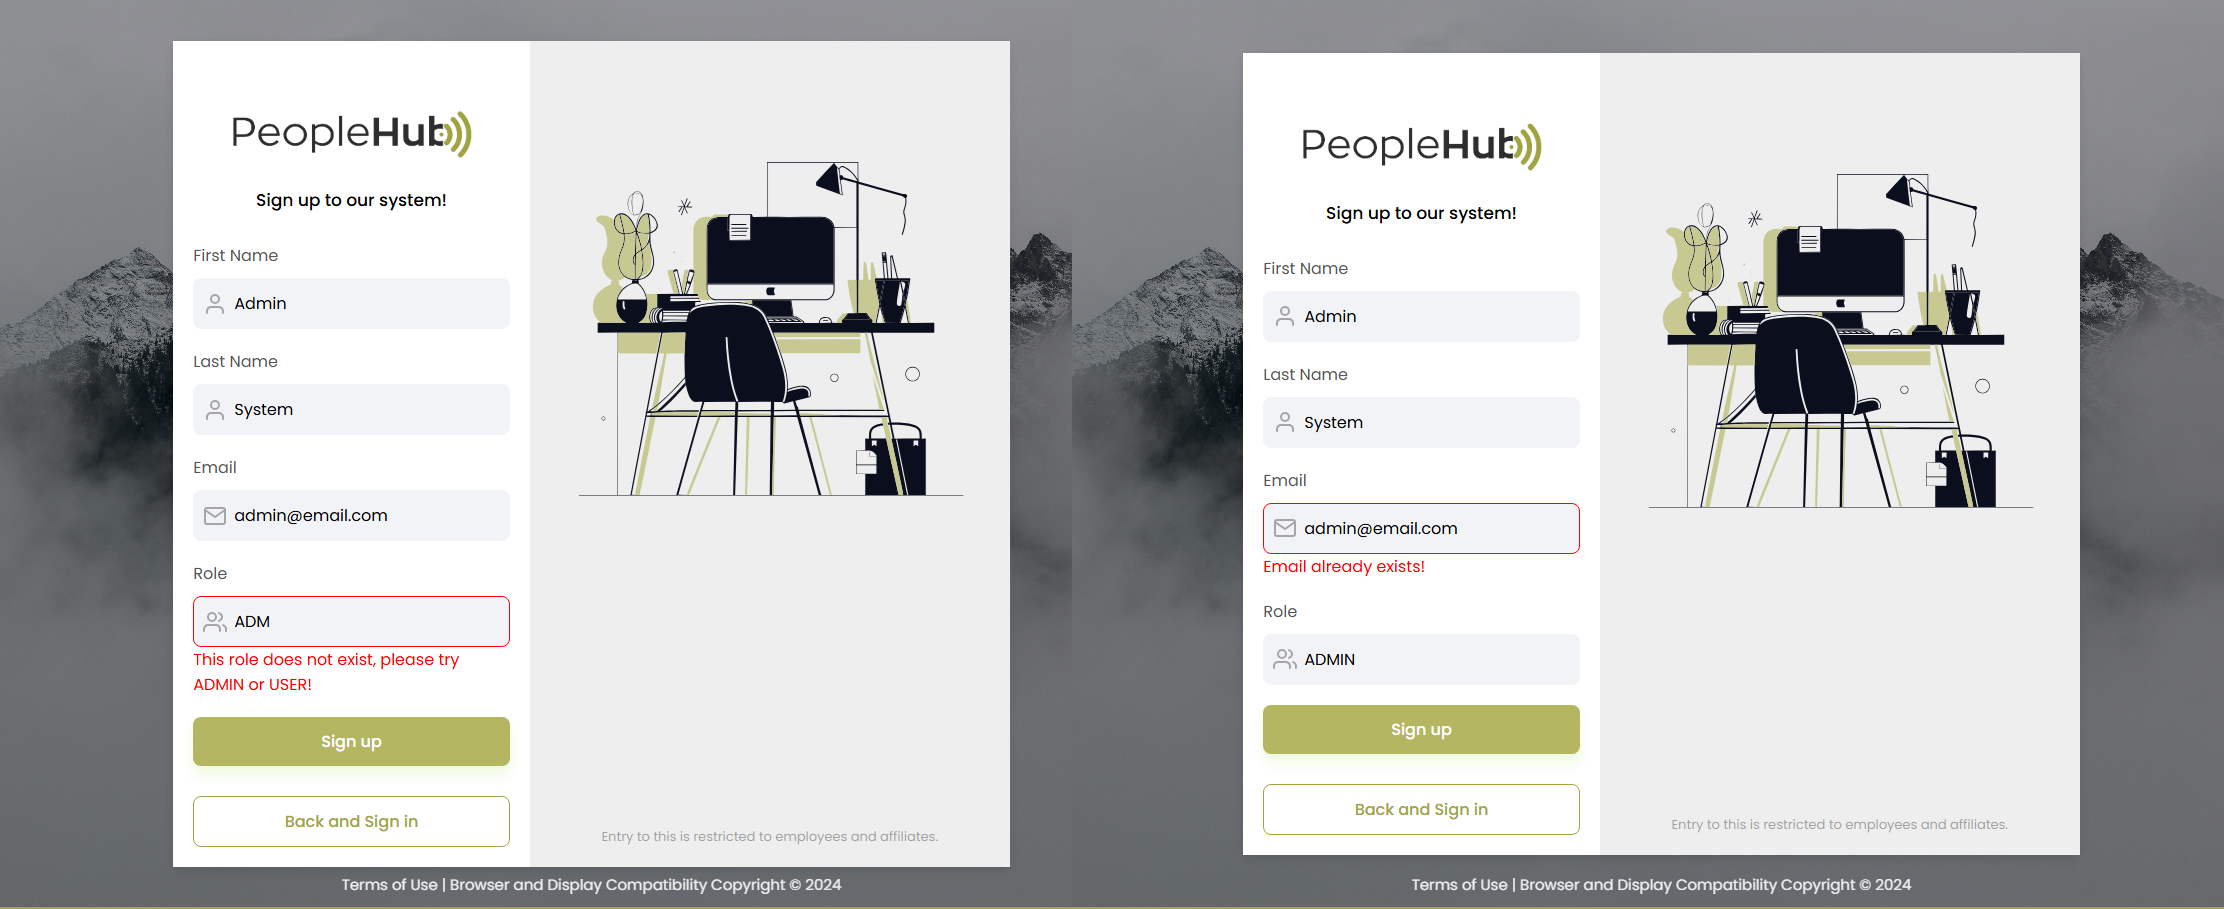 PeopleHub
Sign up to our system!
First Name
Admin
Last Name
System
Email
admin@email.com
Role
ADM
This role does not exist, please try
ADMIN or USER!
Sign up
Back and Sign in
Entry to this is restricted to employees and affiliates.
Terms of Use | Browser and Display Compatibility Copyright © 2024
PeopleHub
Sign up to our system!
First Name
Admin
Last Name
System
Email
admin@email.com
Email already exists!
Role
ADMIN
Sign up
Back and Sign in
Entry to this is restricted to employees and affiliates.
Terms of Use | Browser and Display Compatibility Copyright © 2024